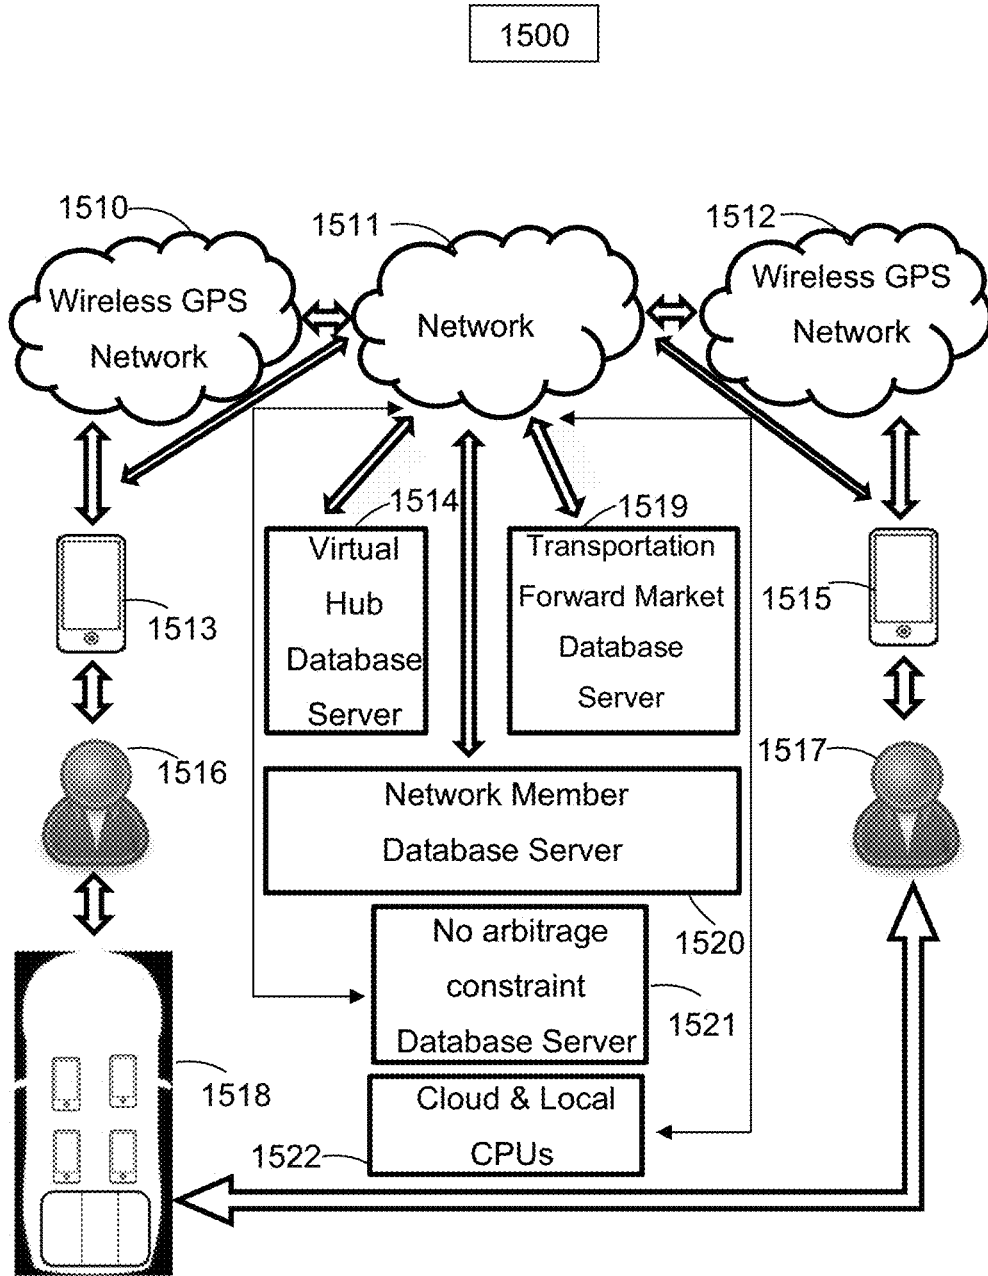 1500
1510
1511
1512
Wireless GPS
Network
Network
Wireless GPS
Network
1514
1519
Virtual
Hub
Database
Server
Transportation
Forward Market
Database
Server
1513
1515
1516
1517
Network Member
Database Server
1520
No arbitrage
constraint
Database Server
1521
1518
Cloud & Local
CPUs
1522